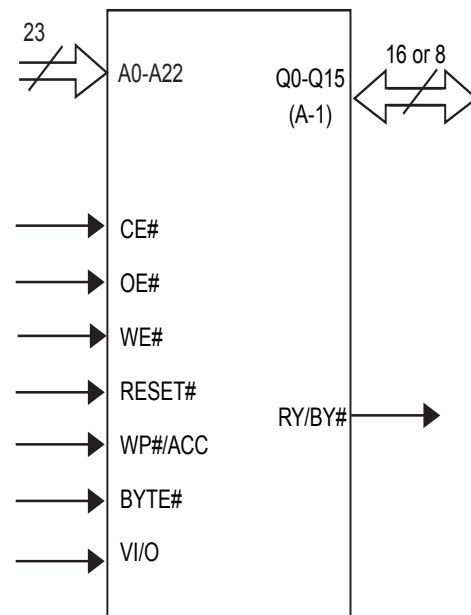 23
16 or 8
A0-A22
Q0-Q15
(A-1)
CE#
OE#
WE#
RESET#
RY/BY#
WP#/ACC
BYTE#
VI/O